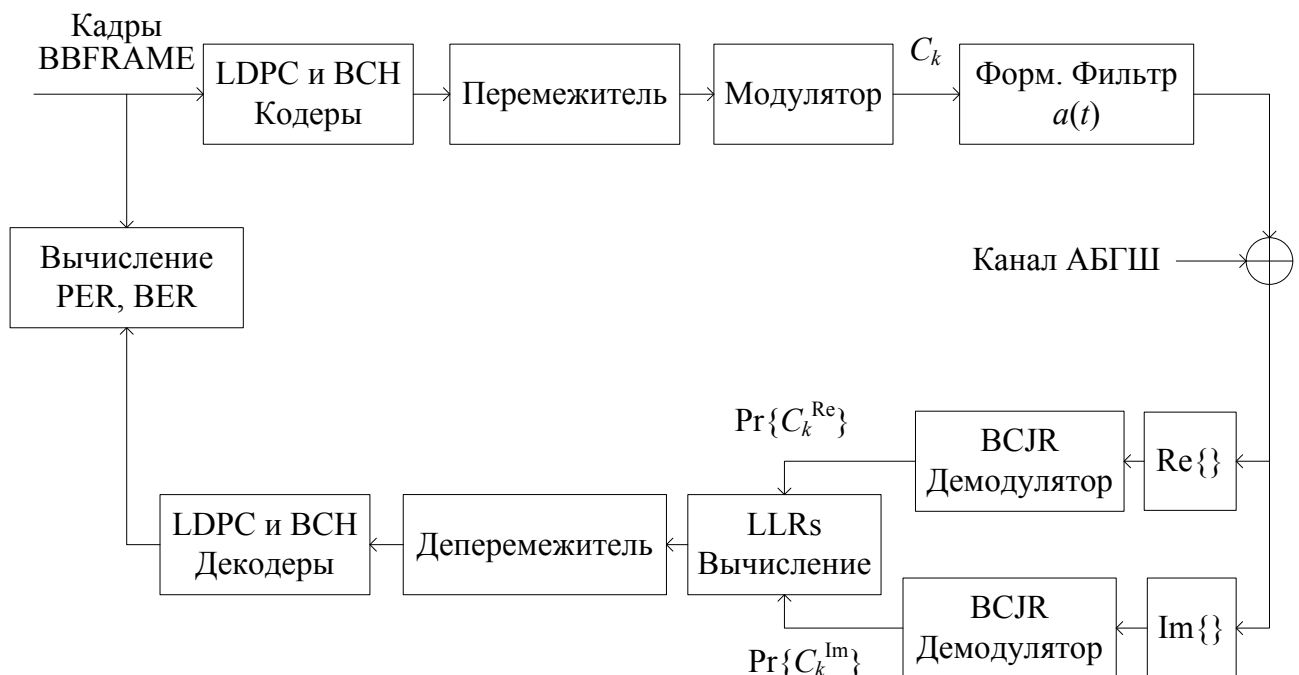 Кадры
BBFRAME
LDPC и BCH
Кодеры
Перемежитель
Модулятор
C_k
Форм. Фильтр
a(t)
Вычисление
PER, BER
Канал АБГШ
Pr{C_k^Re}
BCJR
Демодулятор
Re{}
LDPC и BCH
Декодеры
Деперемежитель
LLRs
Вычисление
BCJR
Демодулятор
Im{}
Pr{C_k^Im}